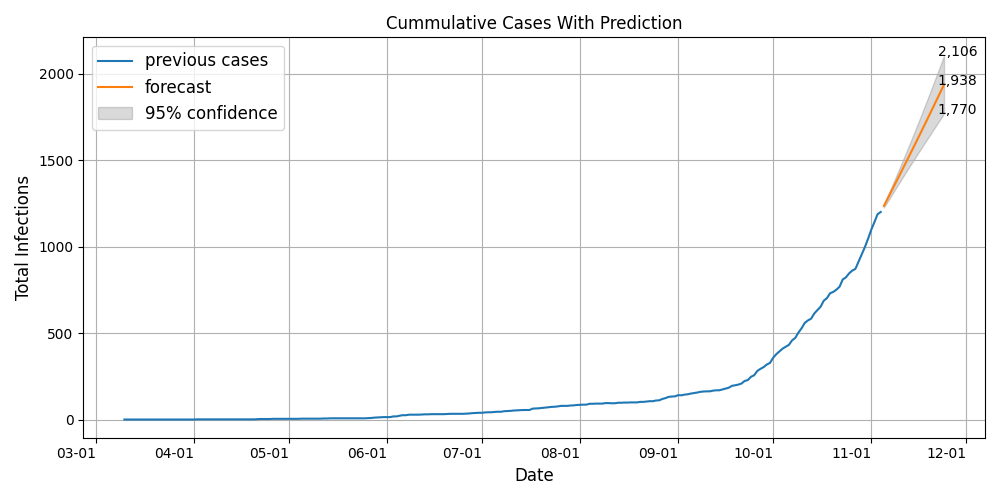 Cummulative Cases With Prediction
previous cases
forecast
95% confidence
2,106
1,938
1,770
2000
1500
1000
500
0
Total Infections
03-01 04-01 05-01 06-01 07-01 08-01 09-01 10-01 11-01 12-01
Date